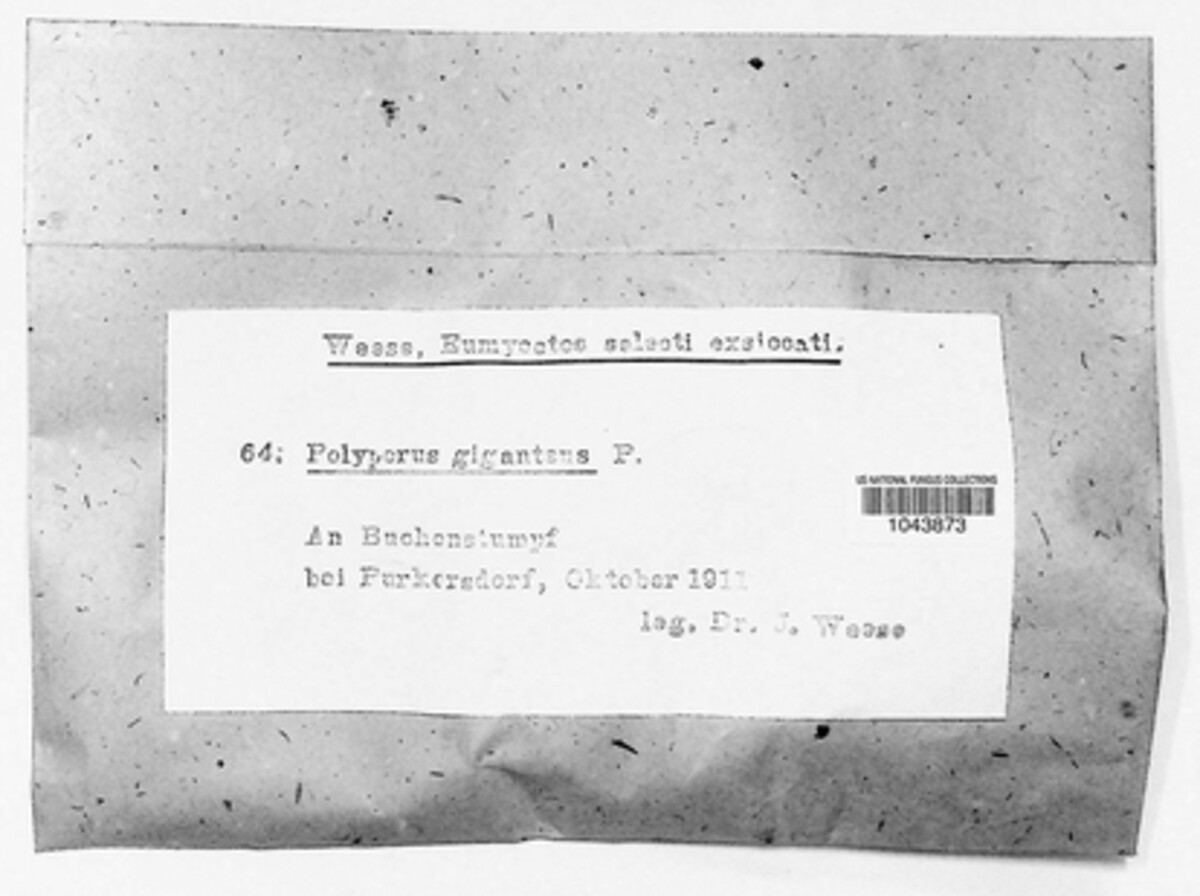 Weese, Eumycetes selecti exsiccati.
64: Polyporus giganteus P.
US NATIONAL FUNGUS COLLECTIONS
1043873
An Buchenstumpf
bei Purkersdorf, Oktober 1911
leg. Dr. J. Weese